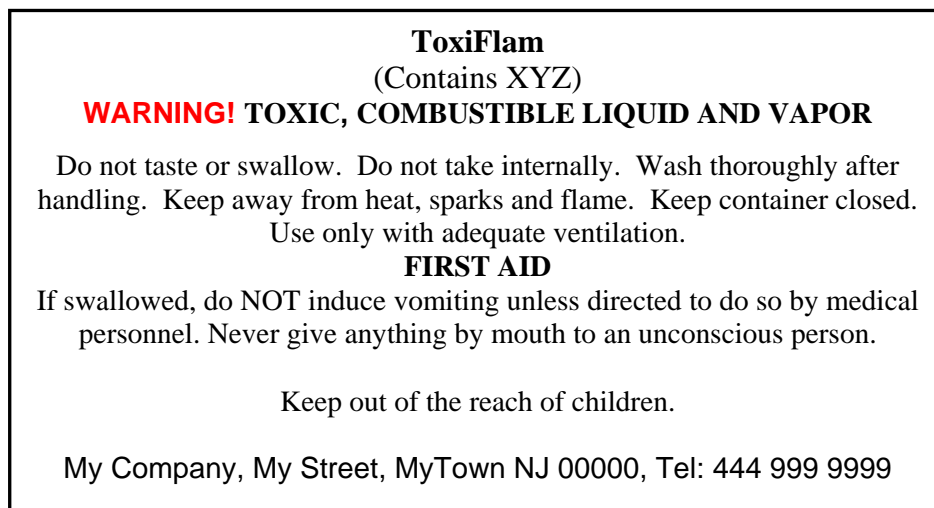 ToxiFlam
(Contains XYZ)
WARNING! TOXIC, COMBUSTIBLE LIQUID AND VAPOR
Do not taste or swallow.  Do not take internally.  Wash thoroughly after
handling.  Keep away from heat, sparks and flame.  Keep container closed.
Use only with adequate ventilation.
FIRST AID
If swallowed, do NOT induce vomiting unless directed to do so by medical
personnel. Never give anything by mouth to an unconscious person.
Keep out of the reach of children.
My Company, My Street, MyTown NJ 00000, Tel: 444 999 9999